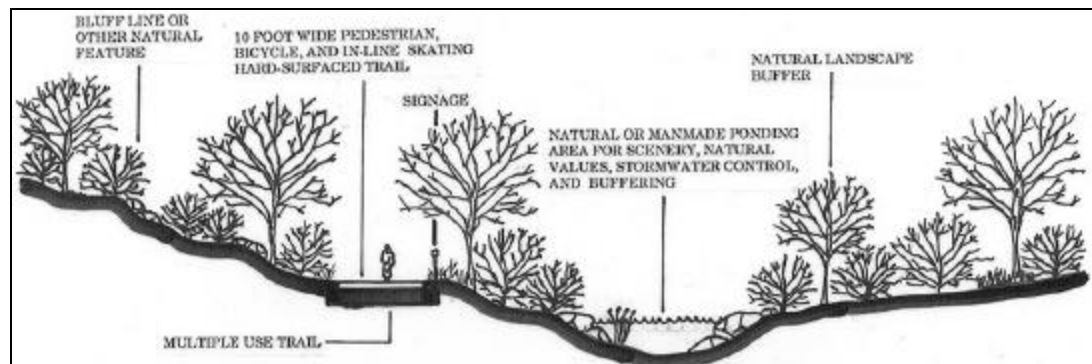 BLUFF LINE OR
OTHER NATURAL
FEATURE
10 FOOT WIDE PEDESTRIAN,
BICYCLE, AND IN-LINE SKATING
HARD-SURFACED TRAIL
SIGNAGE
NATURAL OR MANMADE PONDING
AREA FOR SCENERY, NATURAL
VALUES, STORMWATER CONTROL,
AND BUFFERING
NATURAL LANDSCAPE
BUFFER
MULTIPLE USE TRAIL